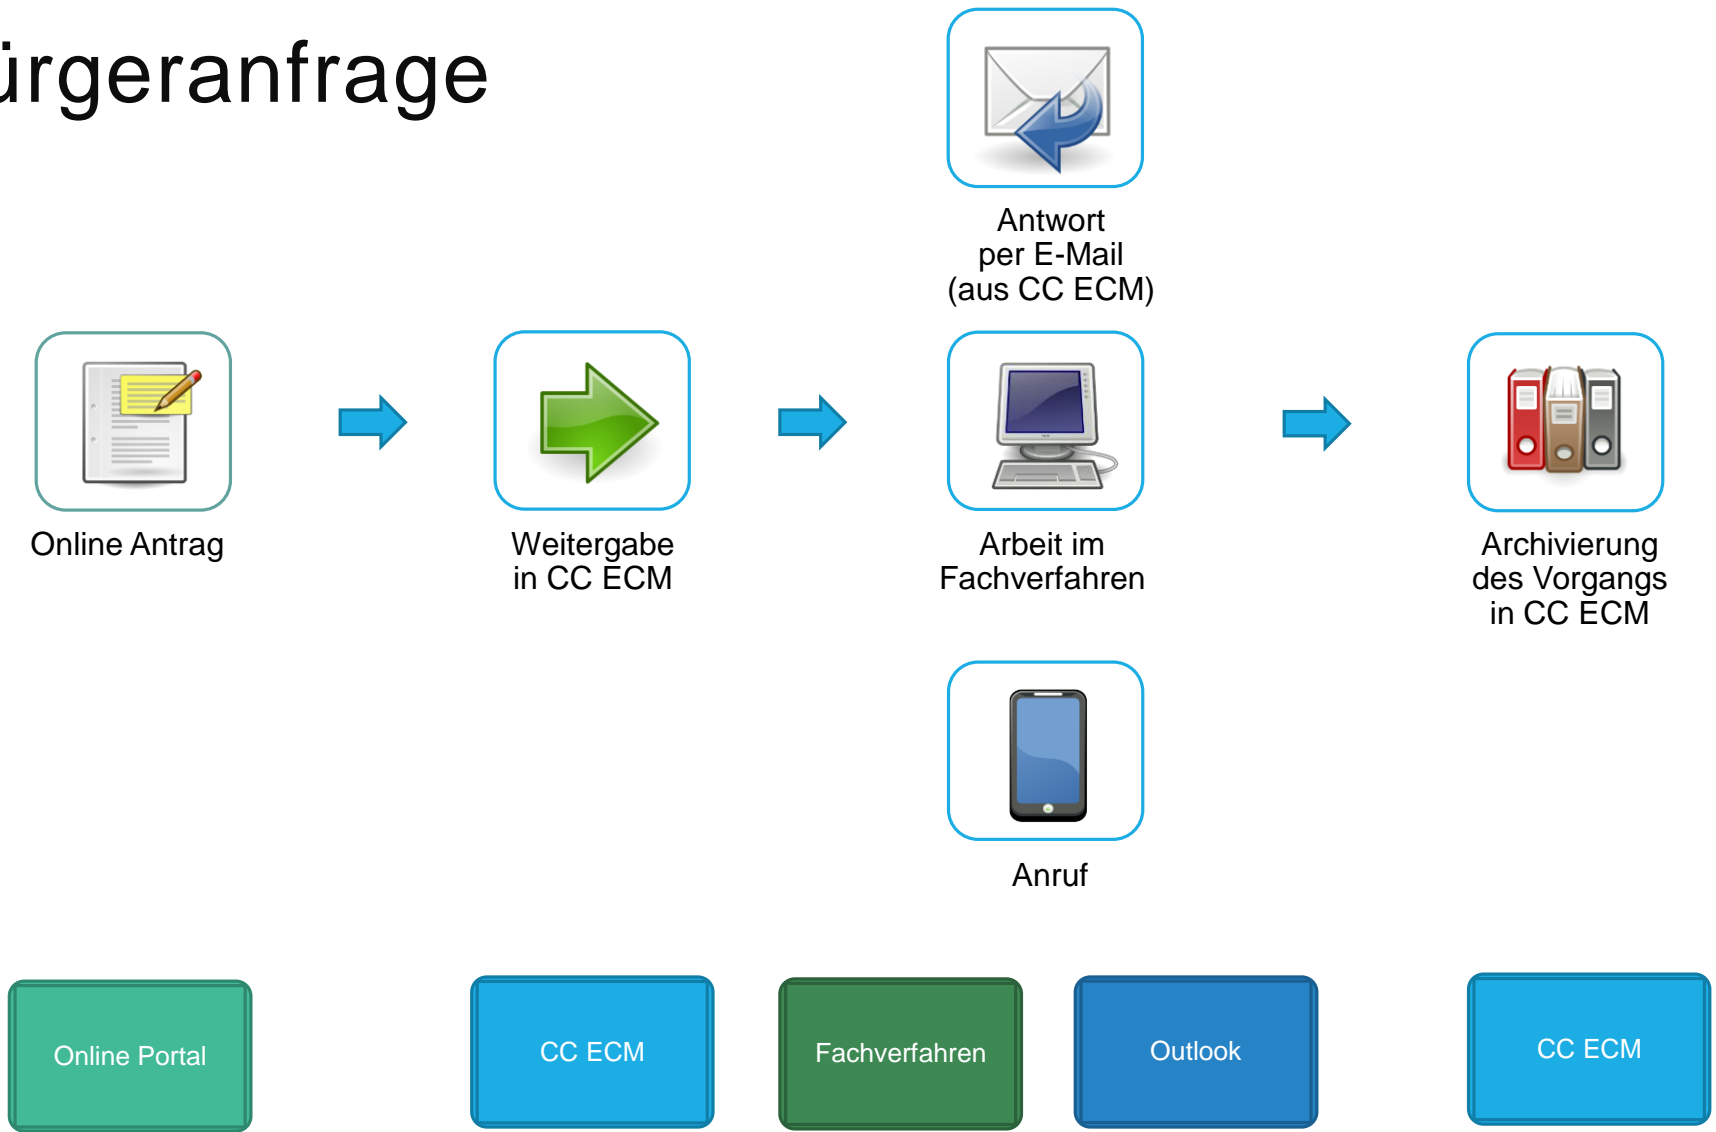 ürgeranfrage
Antwort
per E-Mail
(aus CC ECM)
Online Antrag
Weitergabe
in CC ECM
Arbeit im
Fachverfahren
Archivierung
des Vorgangs
in CC ECM
Anruf
Online Portal
CC ECM
Fachverfahren
Outlook
CC ECM